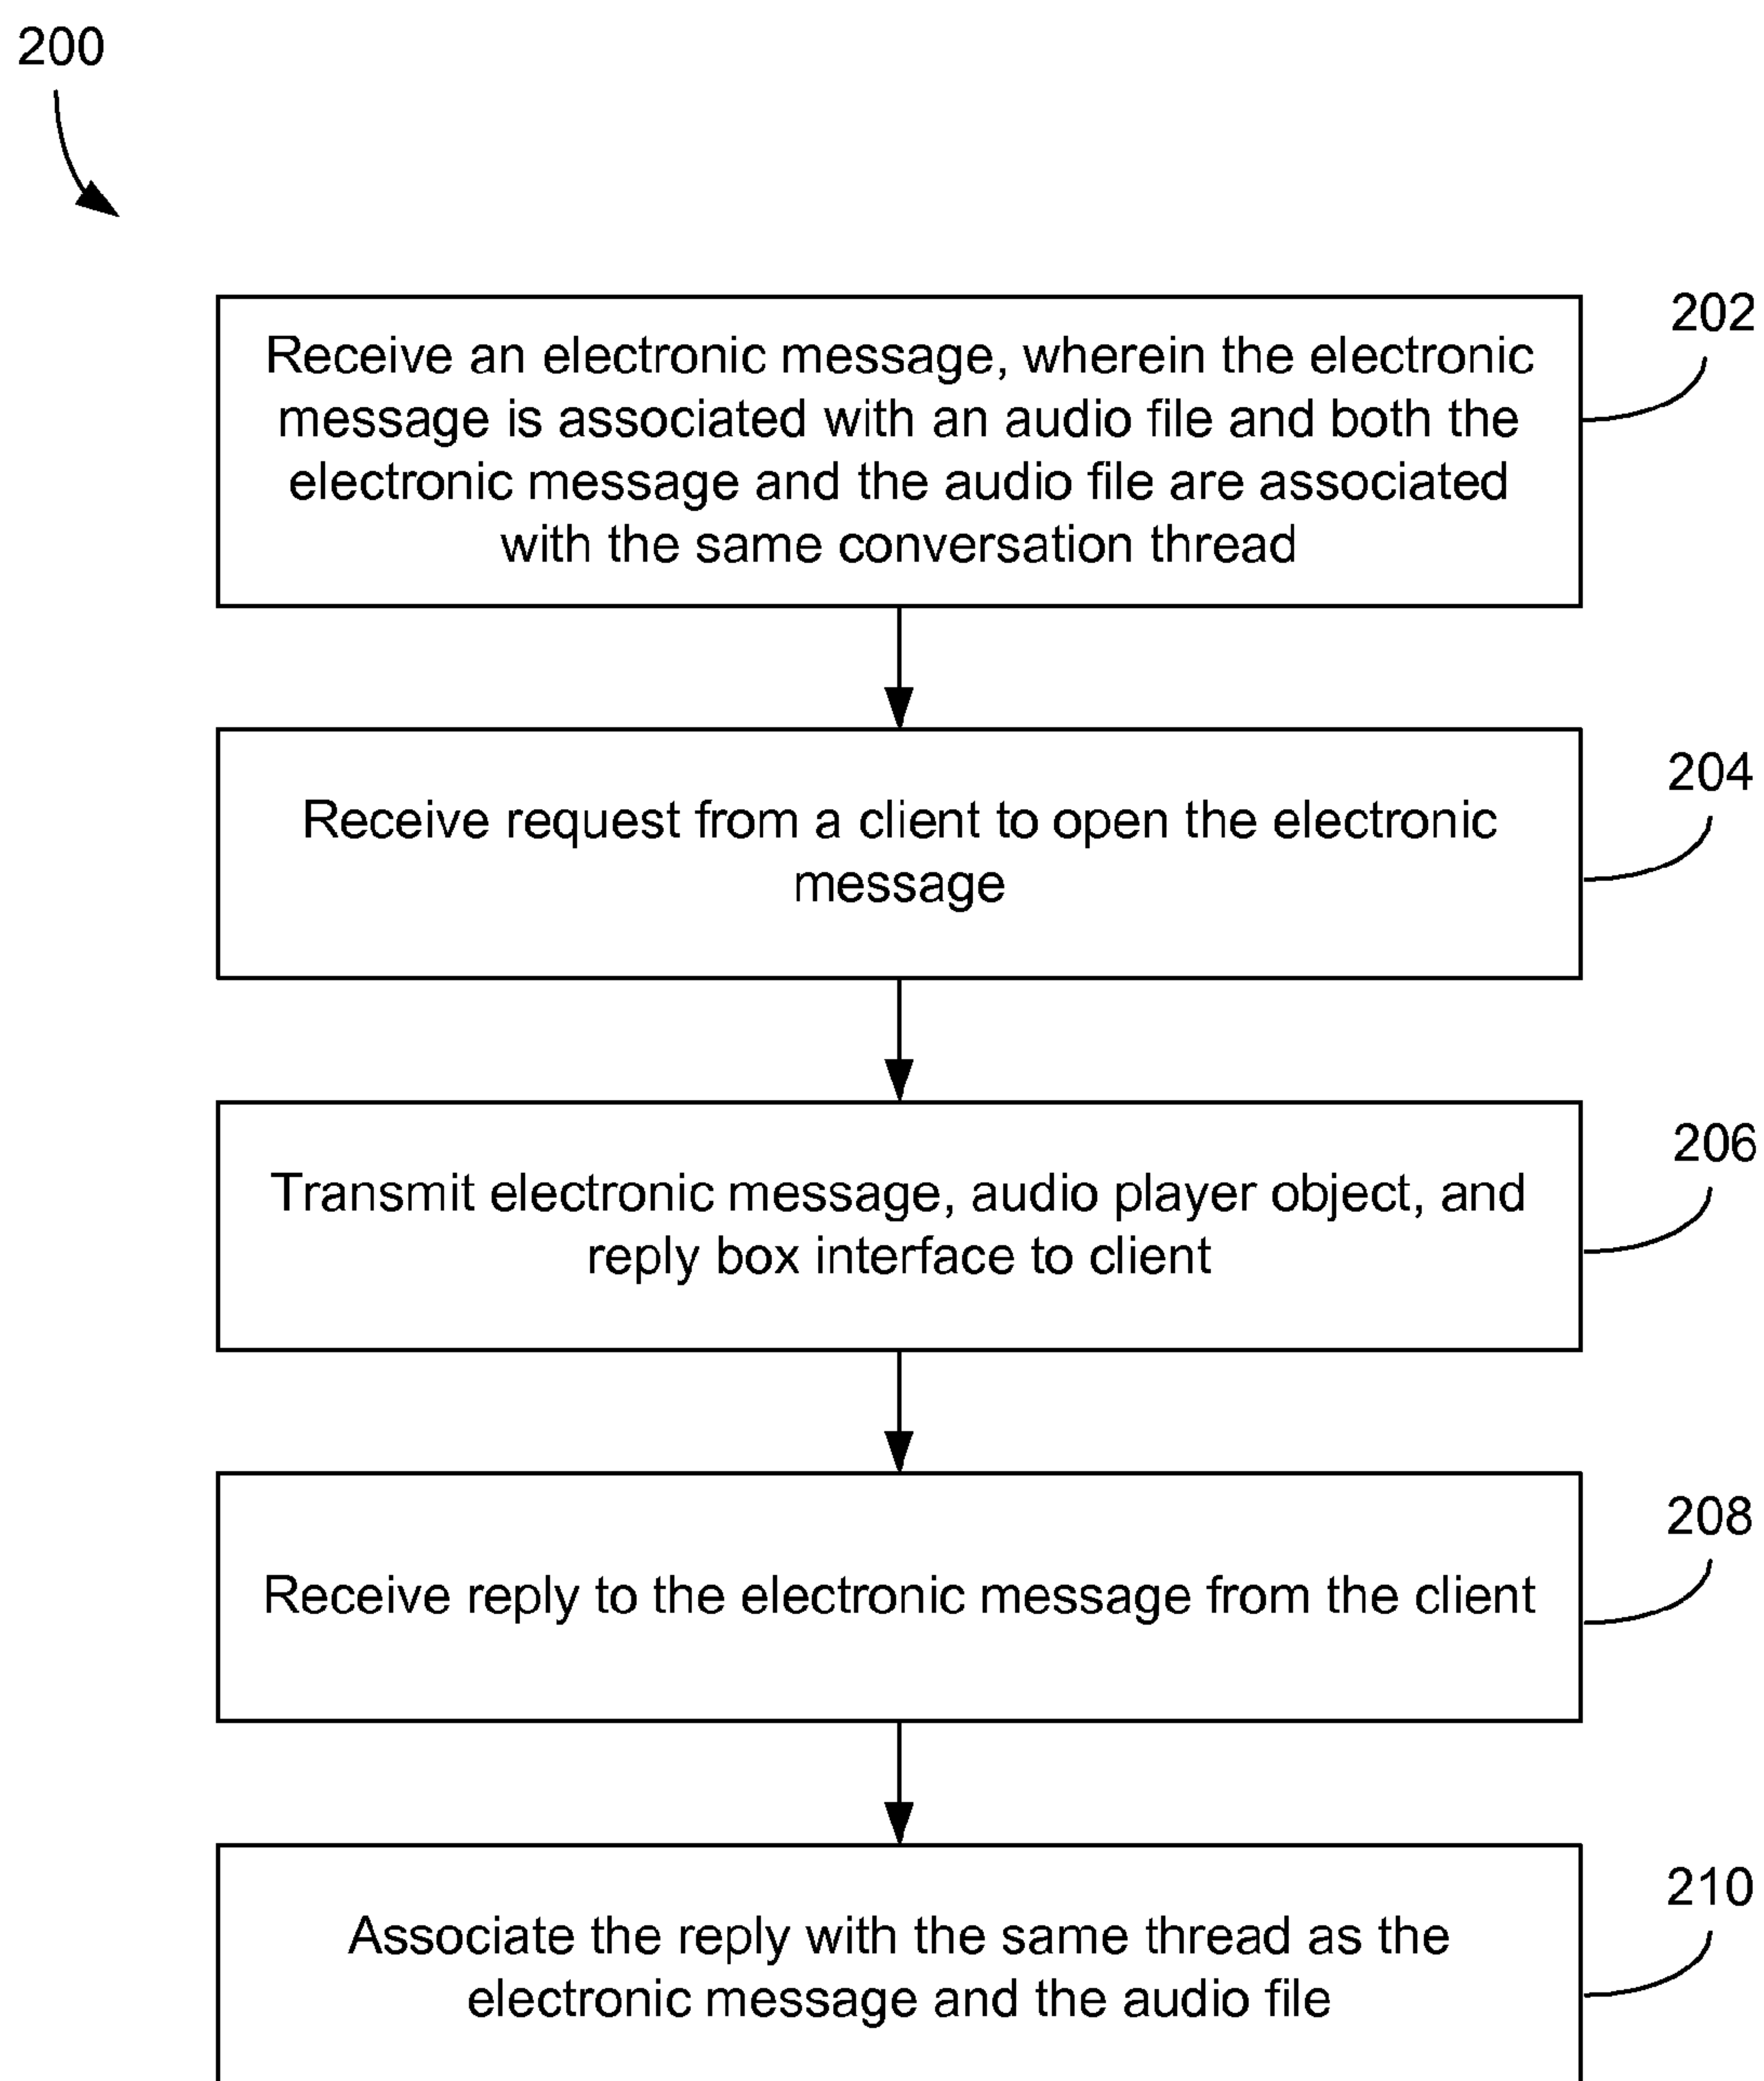 200
202
Receive an electronic message, wherein the electronic
message is associated with an audio file and both the
electronic message and the audio file are associated
with the same conversation thread
204
Receive request from a client to open the electronic
message
206
Transmit electronic message, audio player object, and
reply box interface to client
208
Receive reply to the electronic message from the client
210
Associate the reply with the same thread as the
electronic message and the audio file